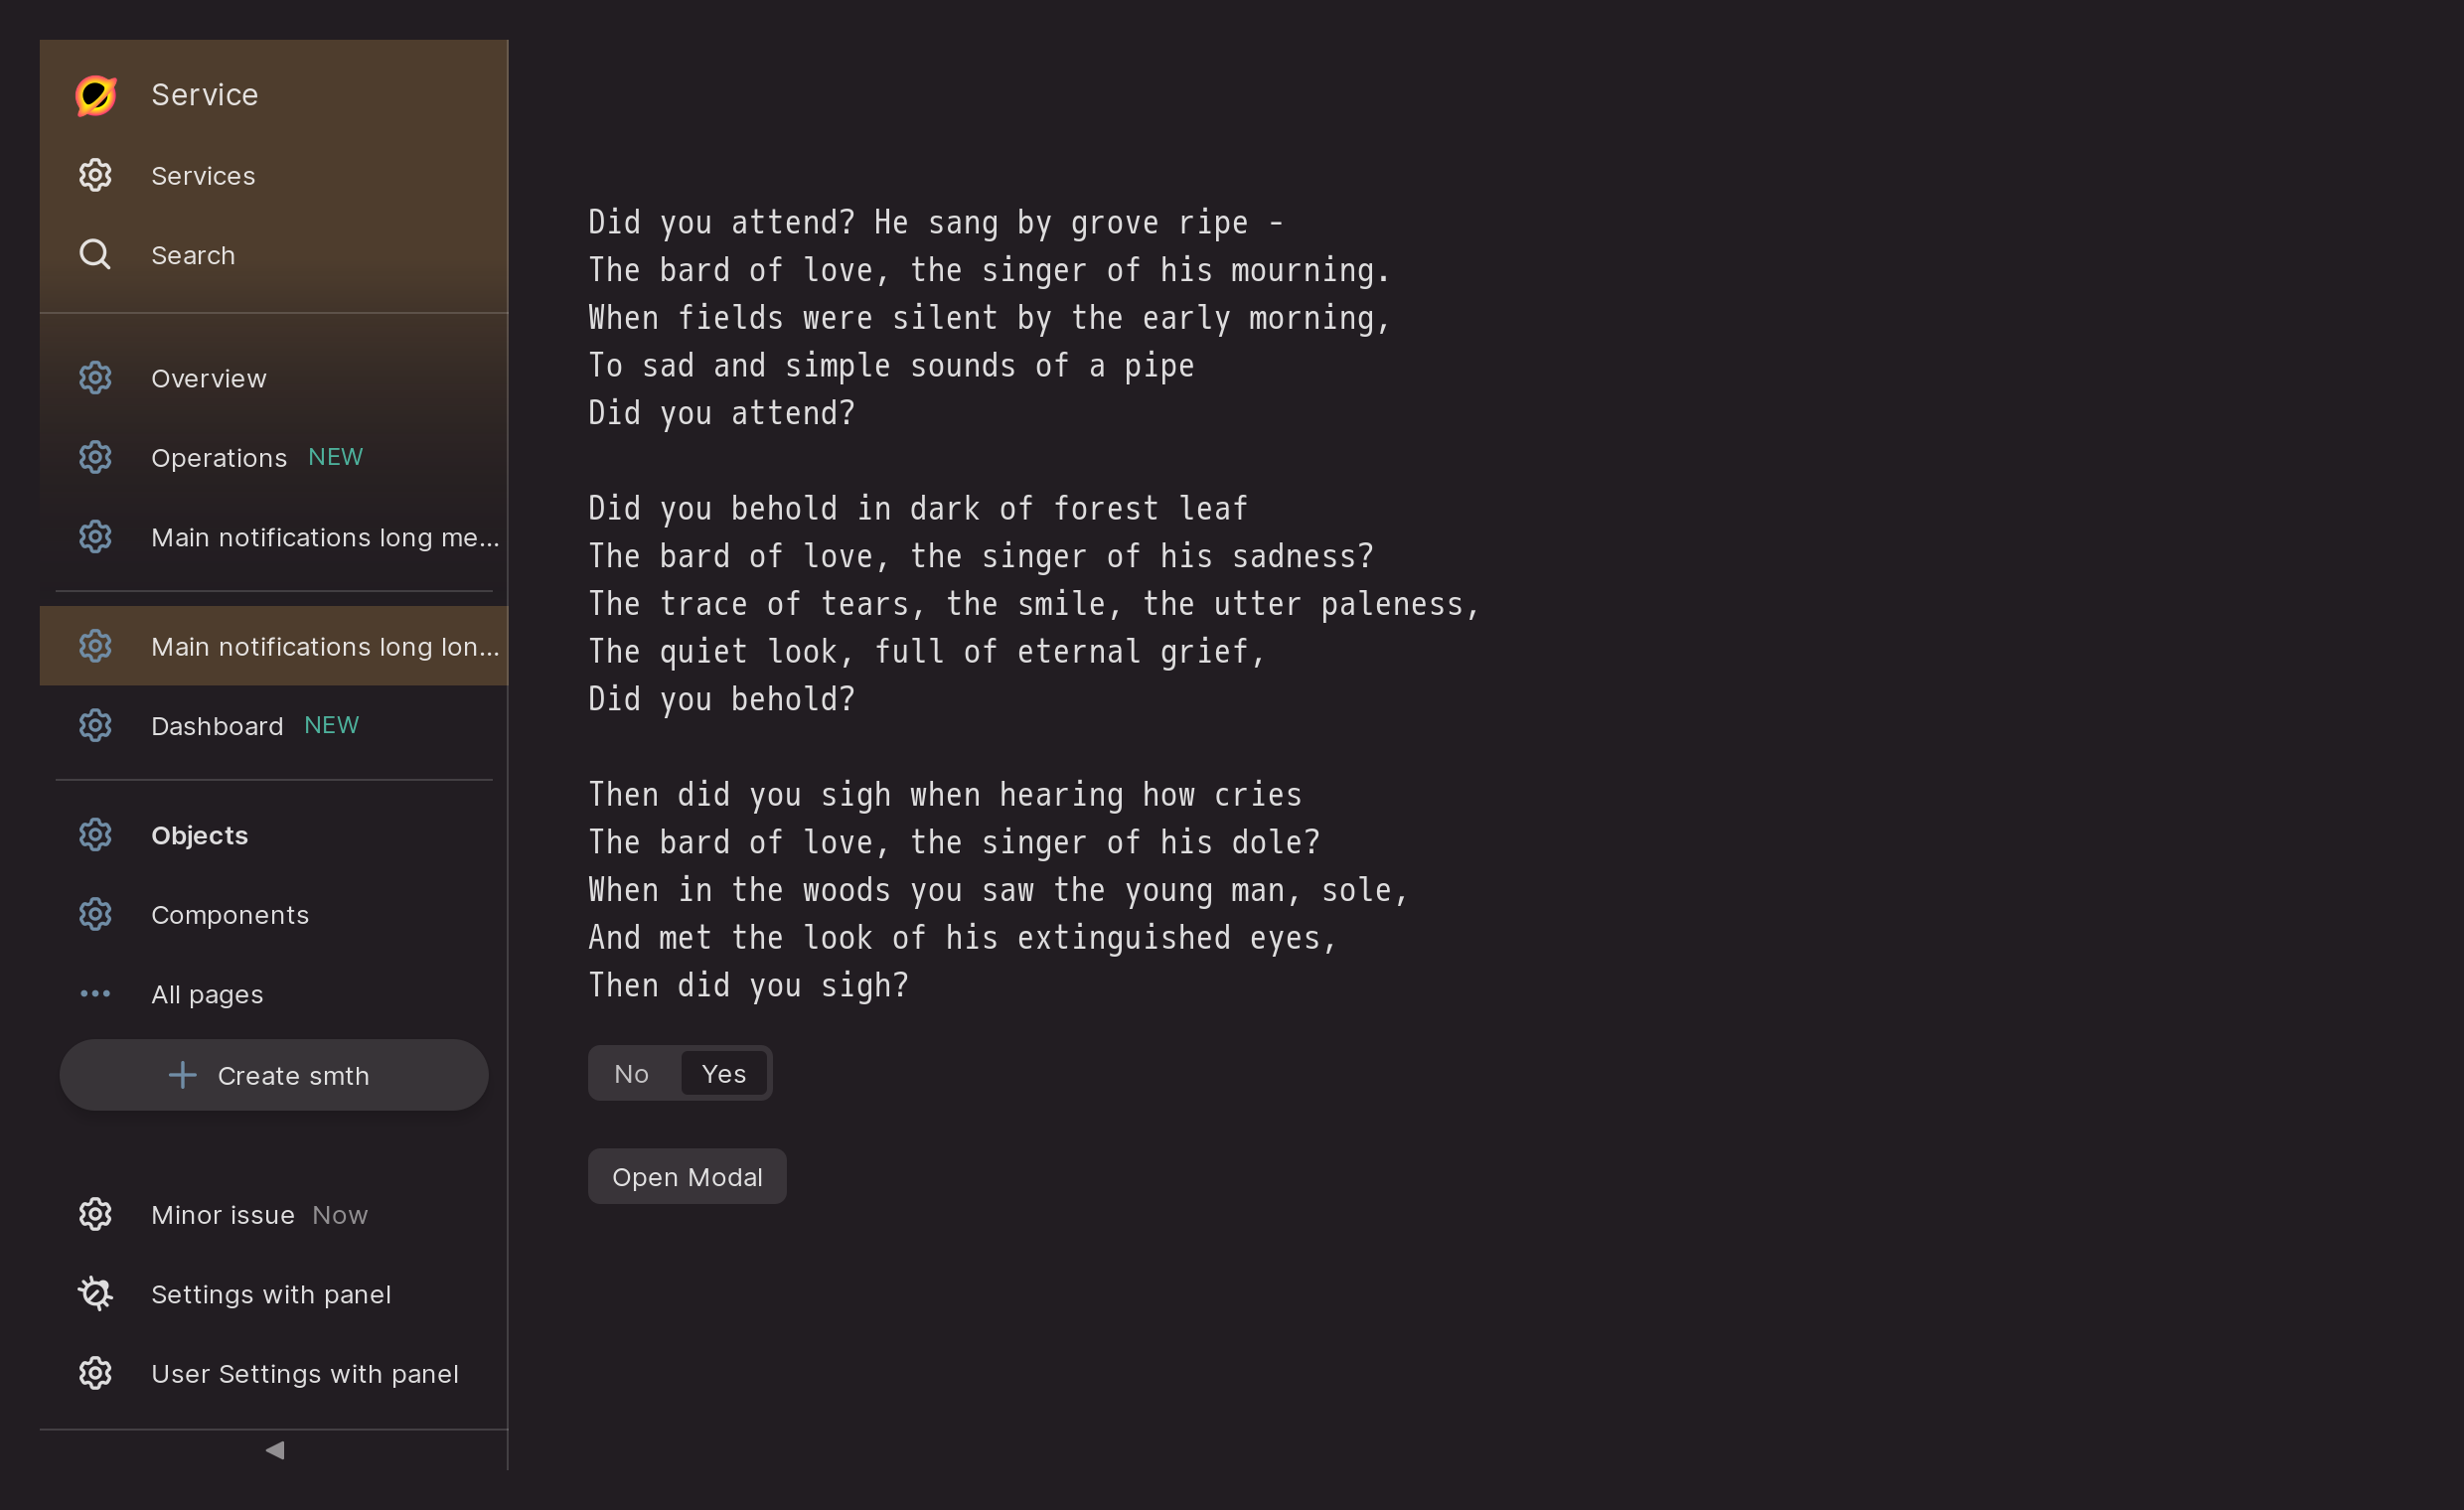 Service
Services
Search
Overview
Operations NEW
Main notifications long me...
Main notifications long lon...
Dashboard NEW
Objects
Components
All pages
Create smth
Minor issue Now
Settings with panel
User Settings with panel
Did you attend? He sang by grove ripe -
The bard of love, the singer of his mourning.
When fields were silent by the early morning,
To sad and simple sounds of a pipe
Did you attend?
Did you behold in dark of forest leaf
The bard of love, the singer of his sadness?
The trace of tears, the smile, the utter paleness,
The quiet look, full of eternal grief,
Did you behold?
Then did you sigh when hearing how cries
The bard of love, the singer of his dole?
When in the woods you saw the young man, sole,
And met the look of his extinguished eyes,
Then did you sigh?
No Yes
Open Modal